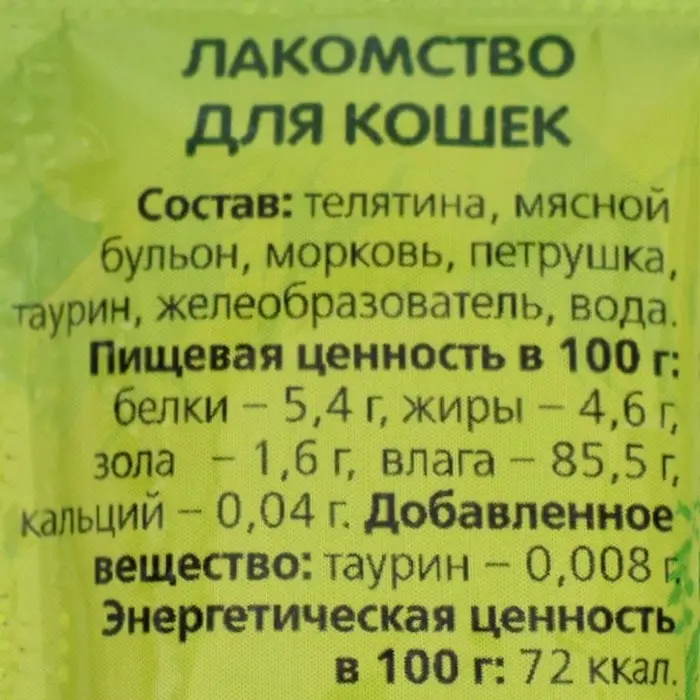 ЛАКОМСТВО
ДЛЯ КОШЕК
Состав: телятина, мясной
бульон, морковь, петрушка,
таурин, желеобразователь, вода.
Пищевая ценность в 100 г:
белки – 5,4 г, жиры – 4,6 г,
зола – 1,6 г, влага – 85,5 г,
кальций – 0,04 г. Добавленное
вещество: таурин – 0,008 г.
Энергетическая ценность
в 100 г: 72 ккал.